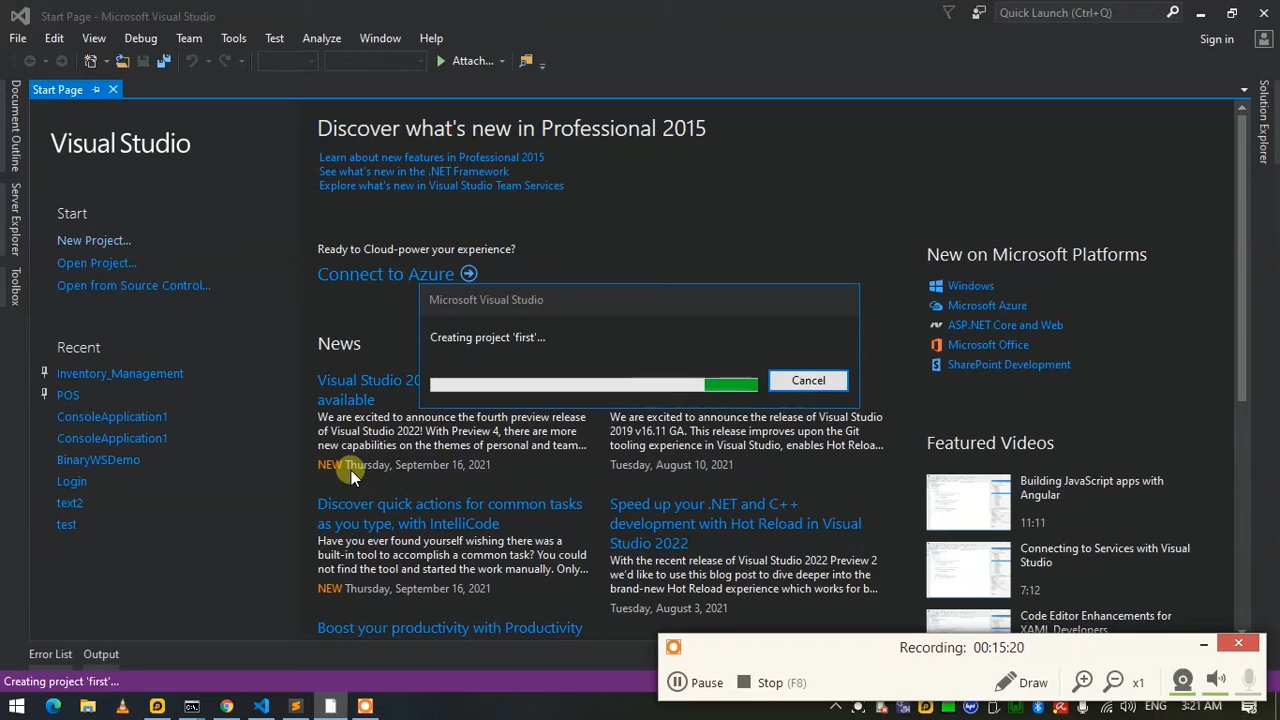 Start Page - Microsoft Visual Studio
Quick Launch (Ctrl+Q)
File Edit View Debug Team Tools Test Analyze Window Help
Sign in
Attach...
Start Page
Document Outline
Server Explorer
Toolbox
Solution Explorer
Visual Studio
Start
New Project...
Open Project...
Open from Source Control...
Recent
Inventory_Management
POS
ConsoleApplication1
ConsoleApplication1
BinaryWSDemo
Login
text2
test
Discover what's new in Professional 2015
Learn about new features in Professional 2015
See what's new in the .NET Framework
Explore what's new in Visual Studio Team Services
Ready to Cloud-power your experience?
Connect to Azure
News
Visual Studio 20
available
We are excited to announce the fourth preview release
of Visual Studio 2022! With Preview 4, there are more
new capabilities on the themes of personal and team...
NEW Thursday, September 16, 2021
Discover quick actions for common tasks
as you type, with IntelliCode
Have you ever found yourself wishing there was a
built-in tool to accomplish a common task? You could
not find the tool and started the work manually. Only...
NEW Thursday, September 16, 2021
Boost your productivity with Productivity
We are excited to announce the release of Visual Studio
2019 v16.11 GA. This release improves upon the Git
tooling experience in Visual Studio, enables Hot Reloa...
Tuesday, August 10, 2021
Speed up your .NET and C++
development with Hot Reload in Visual
Studio 2022
With the recent release of Visual Studio 2022 Preview 2
we'd like to use this blog post to dive deeper into the
brand-new Hot Reload experience which works for b...
Tuesday, August 3, 2021
Microsoft Visual Studio
Creating project 'first'...
Cancel
New on Microsoft Platforms
Windows
Microsoft Azure
ASP.NET Core and Web
Microsoft Office
SharePoint Development
Featured Videos
Building JavaScript apps with
Angular
11:11
Connecting to Services with Visual
Studio
7:12
Code Editor Enhancements for
XAML Developers
Error List Output
Creating project 'first'...
Recording: 00:15:20
Pause Stop (F8) Draw x1
ENG 3:21 AM